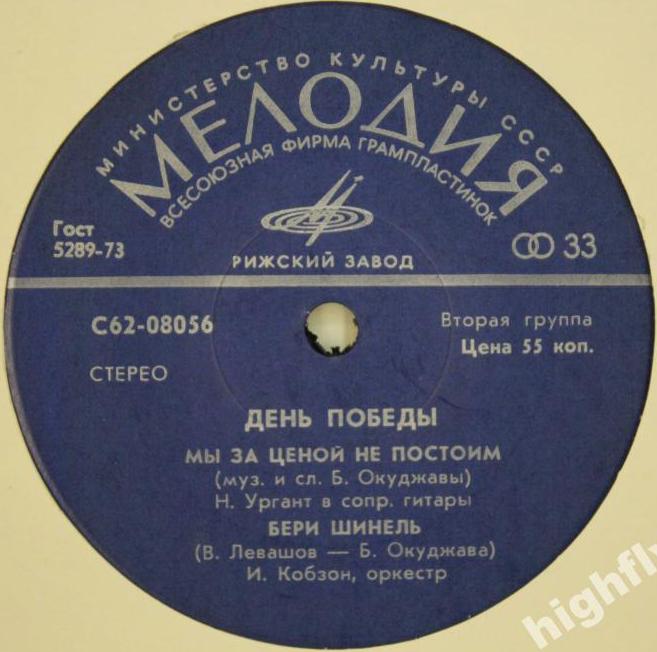 МИНИСТЕРСТВО КУЛЬТУРЫ СССР
МЕЛОДИЯ
ВСЕСОЮЗНАЯ ФИРМА ГРАМПЛАСТИНОК
Гост
5289-73
33
РИЖСКИЙ ЗАВОД
С62-08056
Вторая группа
Цена 55 коп.
СТЕРЕО
ДЕНЬ ПОБЕДЫ
МЫ ЗА ЦЕНОЙ НЕ ПОСТОИМ
(муз. и сл. Б. Окуджавы)
Н. Ургант в сопр. гитары
БЕРИ ШИНЕЛЬ
(В. Левашов — Б. Окуджава)
И. Кобзон, оркестр